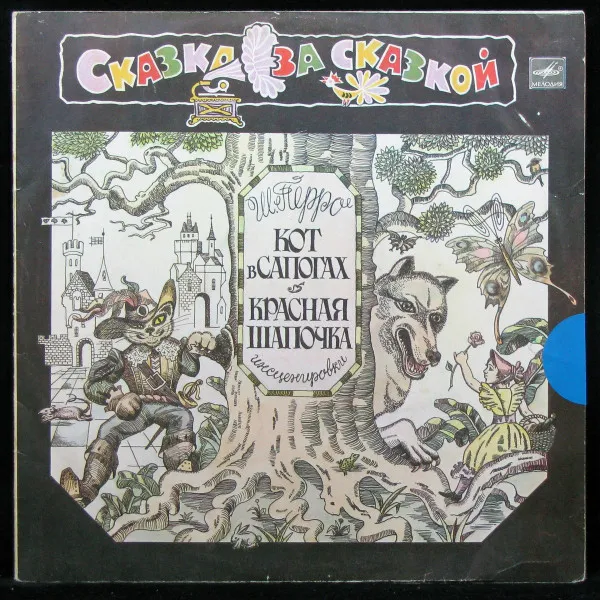 Сказка за сказкой
МЕЛОДИЯ
Ш. Перро
КОТ
в САПОГАХ
КРАСНАЯ
ШАПОЧКА
инсценировки